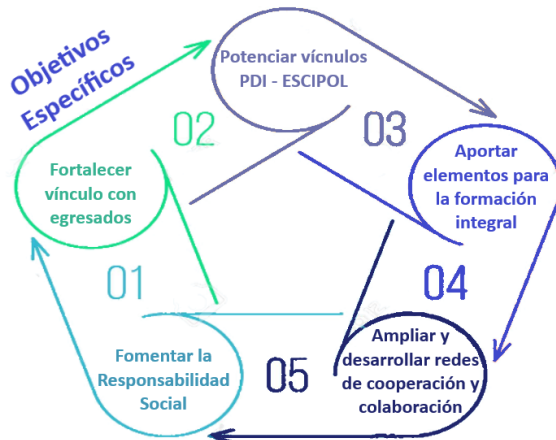 Objetivos
Específicos
01
Fomentar la
Responsabilidad
Social
02
Fortalecer
vínculo con
egresados
03
Potenciar vícnulos
PDI - ESCIPOL
04
Aportar
elementos para
la formación
integral
05
Ampliar y
desarrollar redes
de cooperación y
colaboración